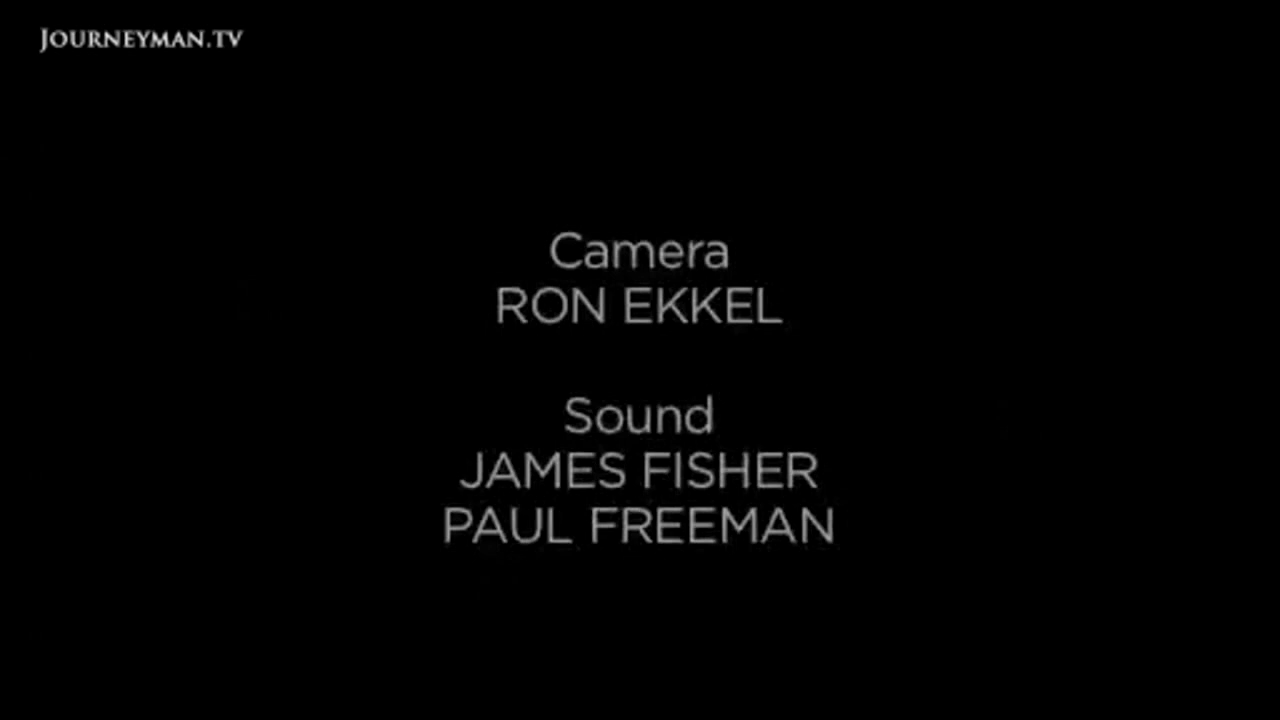 JOURNEYMAN.TV
Camera
RON EKKEL
Sound
JAMES FISHER
PAUL FREEMAN